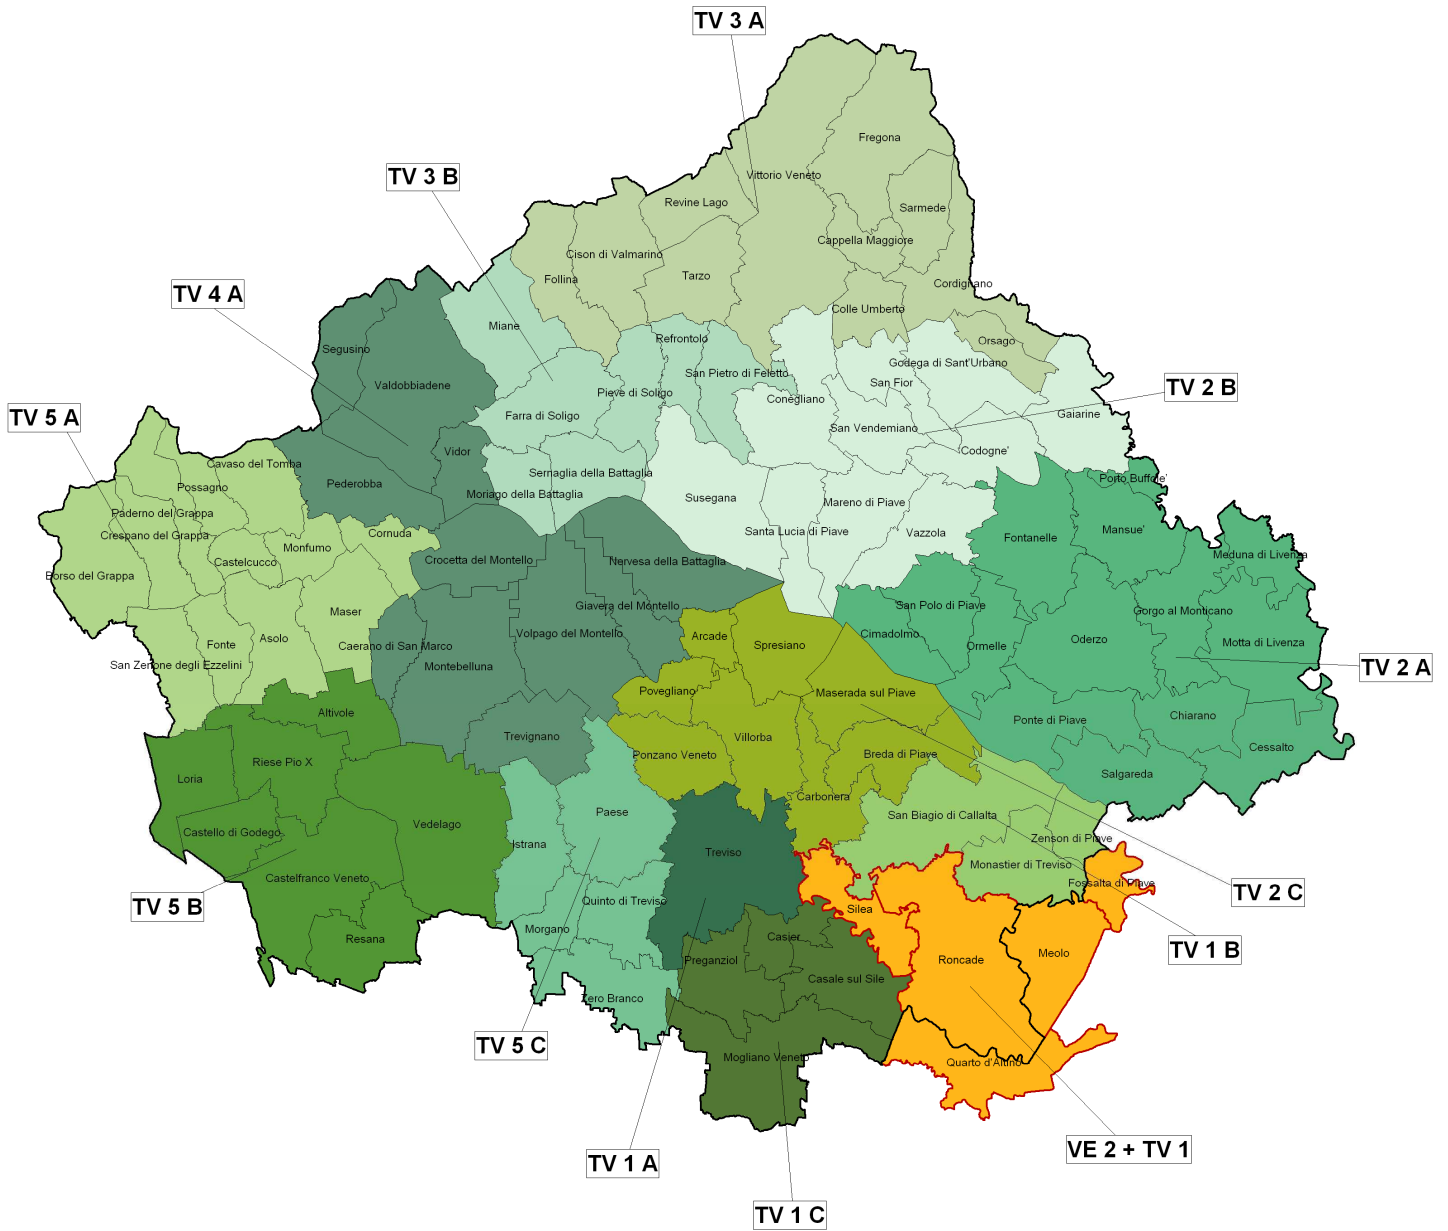 TV 3 A
Fregona
TV 3 B
Vittorio Veneto
Revine Lago
Sarmede
Cappella Maggiore
Cison di Valmarino
Tarzo
Follina
Cordignano
TV 4 A
Colle Umberto
Miane
Refrontolo
Orsago
Segusino
Godega di Sant'Urbano
San Pietro di Feletto
Valdobbiadene
San Fior
TV 2 B
Pieve di Soligo
Conegliano
TV 5 A
Farra di Soligo
Gaiarine
San Vendemiano
Vidor
Codogne'
Cavaso del Tomba
Sernaglia della Battaglia
Porto Buffole'
Pederobba
Possagno
Moriago della Battaglia
Susegana
Mareno di Piave
Paderno del Grappa
Mansue'
Crespano del Grappa
Cornuda
Santa Lucia di Piave
Vazzola
Fontanelle
Monfumo
Meduna di Livenza
Castelcucco
Crocetta del Montello
Nervesa della Battaglia
Borso del Grappa
Maser
Giavera del Montello
San Polo di Piave
Gorgo al Monticano
Volpago del Montello
Arcade
Cimadolmo
Asolo
Oderzo
Motta di Livenza
Fonte
Caerano di San Marco
Spresiano
Ormelle
San Zenone degli Ezzelini
Montebelluna
TV 2 A
Povegliano
Maserada sul Piave
Altivole
Chiarano
Ponte di Piave
Trevignano
Villorba
Cessalto
Ponzano Veneto
Breda di Piave
Riese Pio X
Loria
Salgareda
Carbonera
Paese
San Biagio di Callalta
Vedelago
Castello di Godego
Zenson di Piave
Istrana
Treviso
Monastier di Treviso
Castelfranco Veneto
Fossalta di Piave
TV 2 C
Quinto di Treviso
TV 5 B
Silea
Morgano
Casier
Resana
TV 1 B
Meolo
Preganziol
Roncade
Casale sul Sile
Zero Branco
TV 5 C
Mogliano Veneto
Quarto d'Altino
VE 2 + TV 1
TV 1 A
TV 1 C